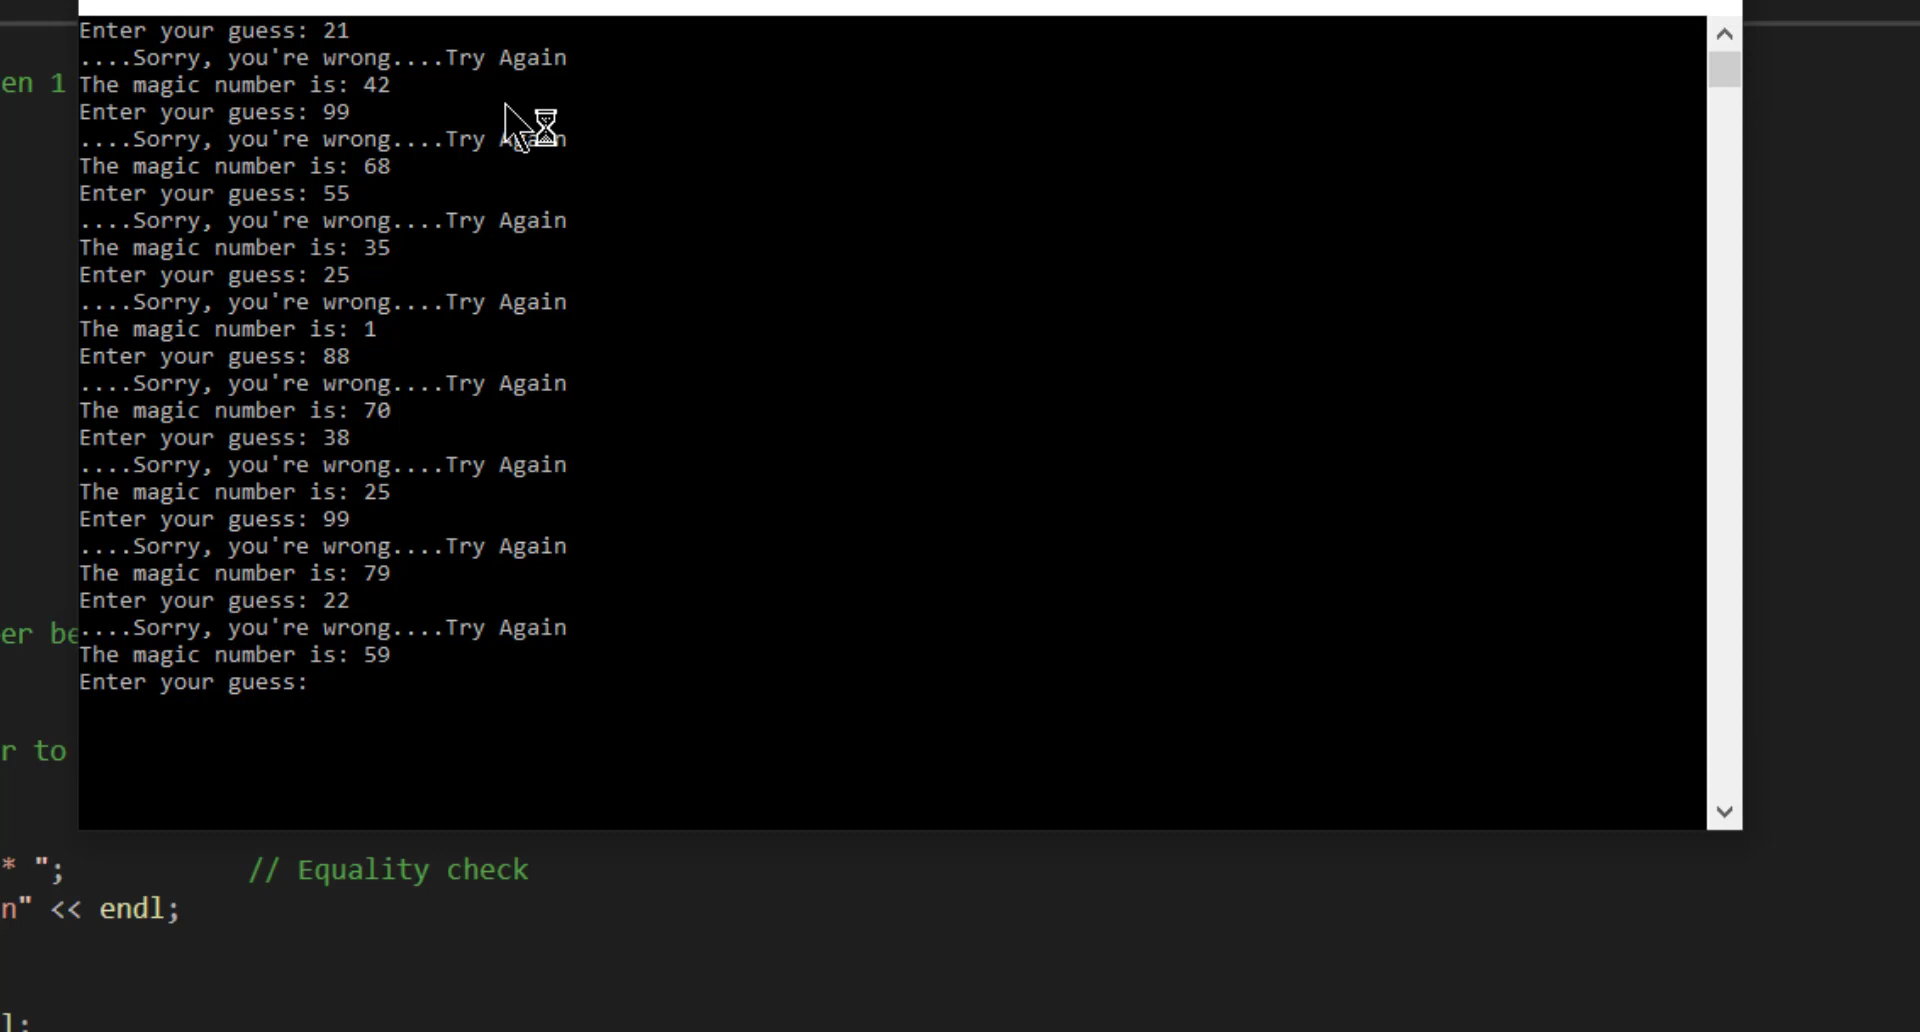 Enter your guess: 21
....Sorry, you're wrong....Try Again
en 1
The magic number is: 42
Enter your guess: 99
....Sorry, you're wrong....Try Again
The magic number is: 68
Enter your guess: 55
....Sorry, you're wrong....Try Again
The magic number is: 35
Enter your guess: 25
....Sorry, you're wrong....Try Again
The magic number is: 1
Enter your guess: 88
....Sorry, you're wrong....Try Again
The magic number is: 70
Enter your guess: 38
....Sorry, you're wrong....Try Again
The magic number is: 25
Enter your guess: 99
....Sorry, you're wrong....Try Again
The magic number is: 79
Enter your guess: 22
er be
....Sorry, you're wrong....Try Again
The magic number is: 59
Enter your guess:
r to
* "; // Equality check
n" << endl;